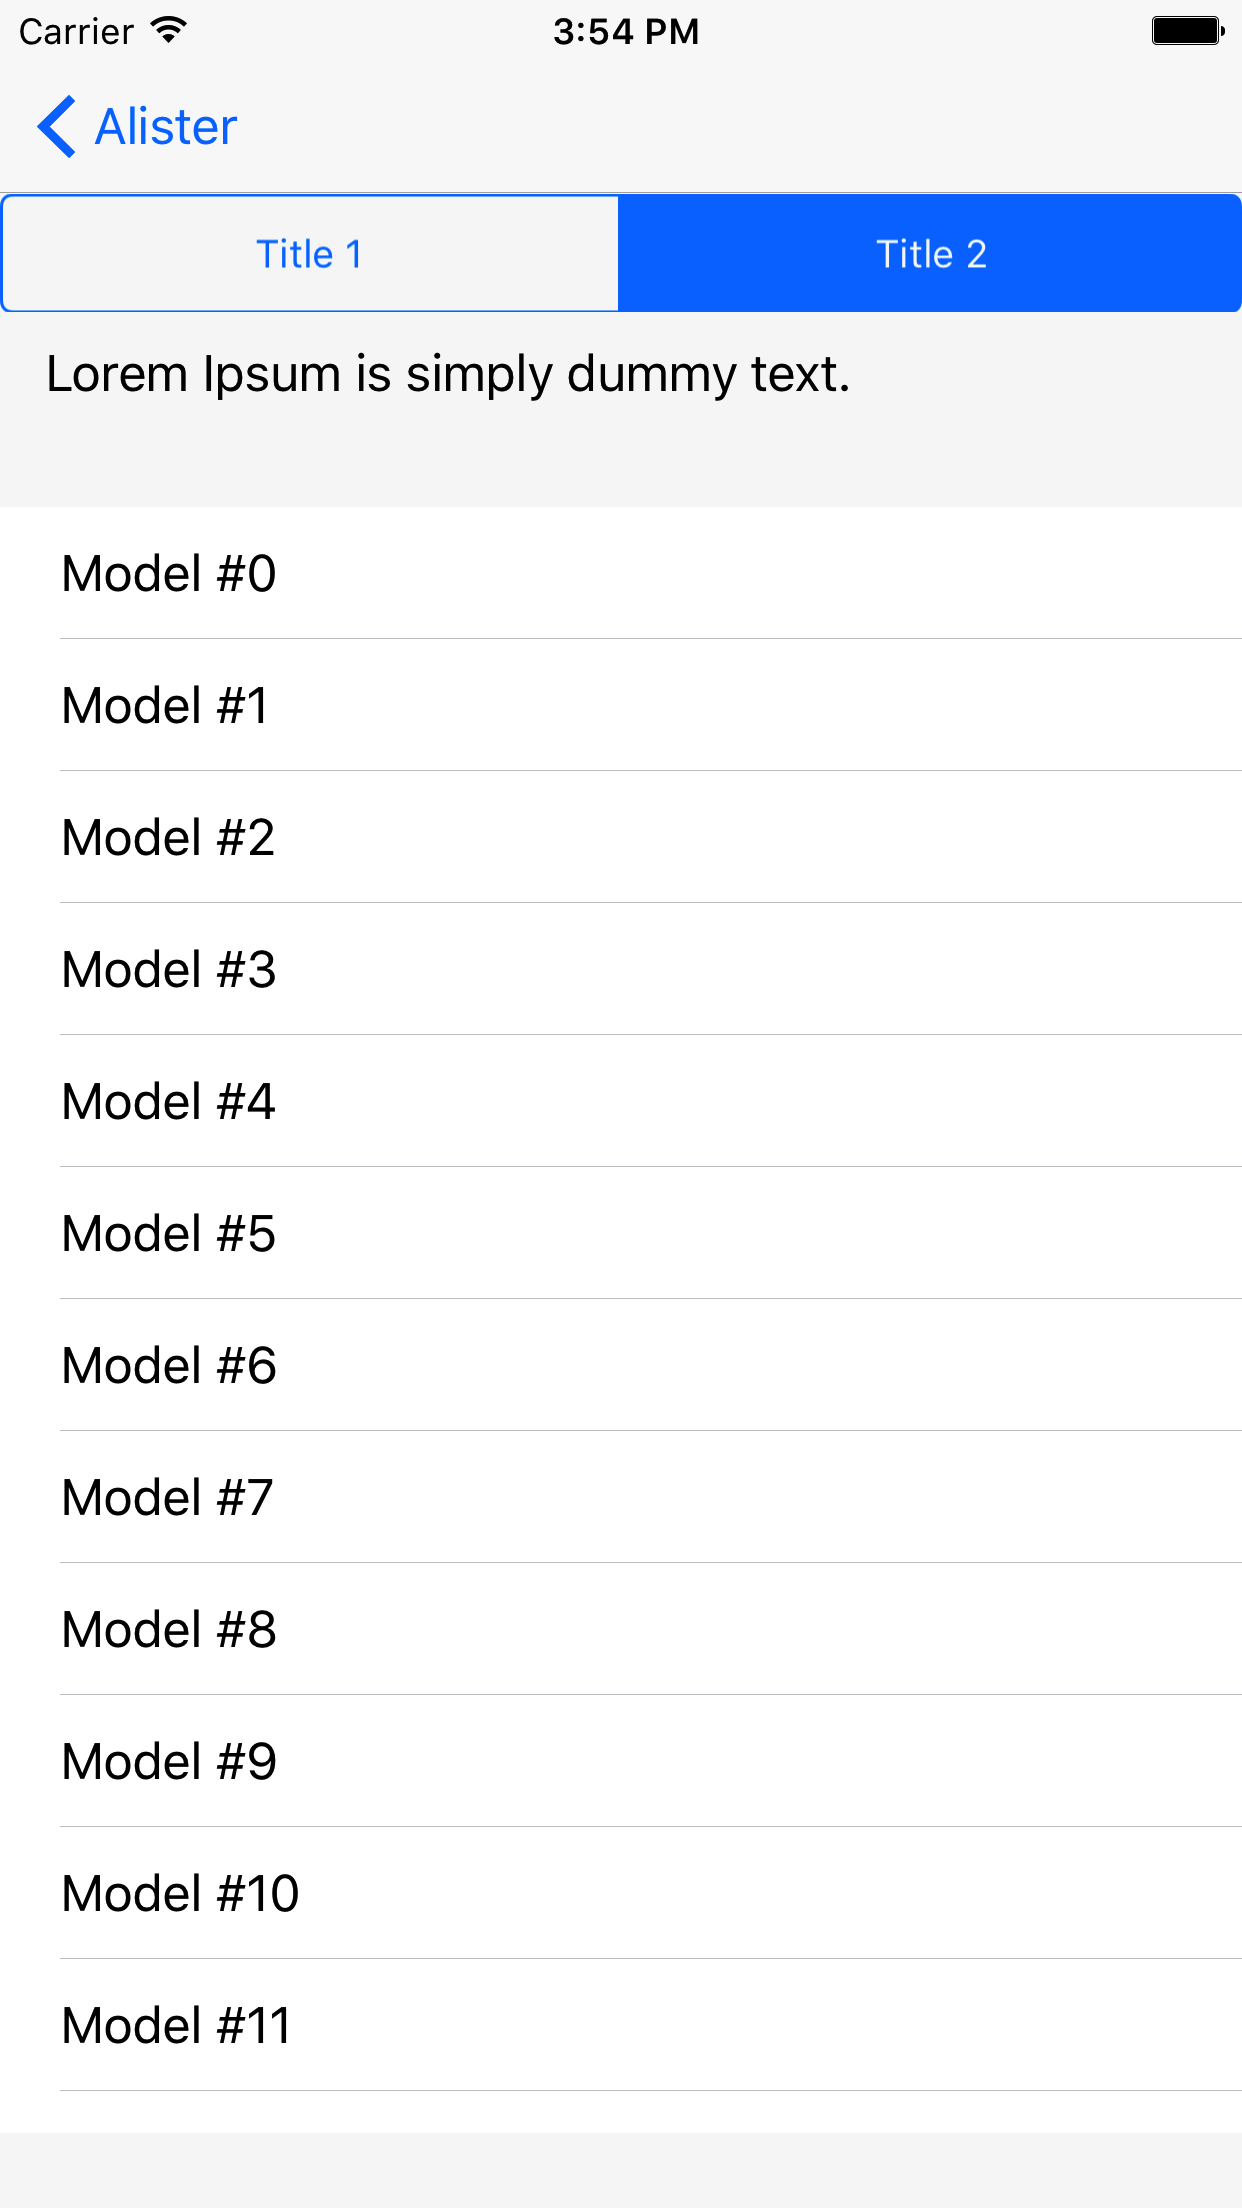 Carrier 3:54 PM
Alister
Title 1 Title 2
Lorem Ipsum is simply dummy text.
Model #0
Model #1
Model #2
Model #3
Model #4
Model #5
Model #6
Model #7
Model #8
Model #9
Model #10
Model #11